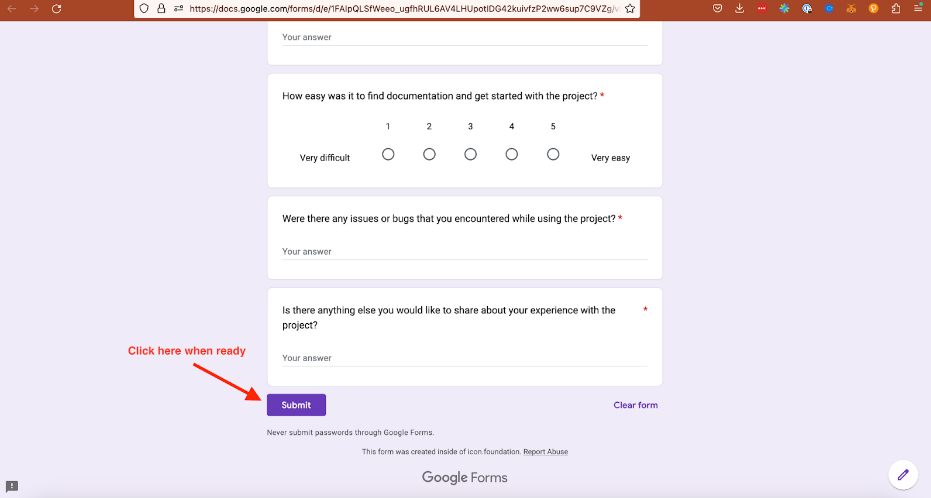 https://docs.google.com/forms/d/e/1FAIpQLSfWeeo_ugfhRUL6AV4LHUpotIDG42kuivfzP2ww6sup7C9VZg/v
Your answer
How easy was it to find documentation and get started with the project? *
1 2 3 4 5
Very difficult Very easy
Were there any issues or bugs that you encountered while using the project? *
Your answer
Is there anything else you would like to share about your experience with the *
project?
Your answer
Click here when ready
Submit Clear form
Never submit passwords through Google Forms.
This form was created inside of icon.foundation. Report Abuse
Google Forms